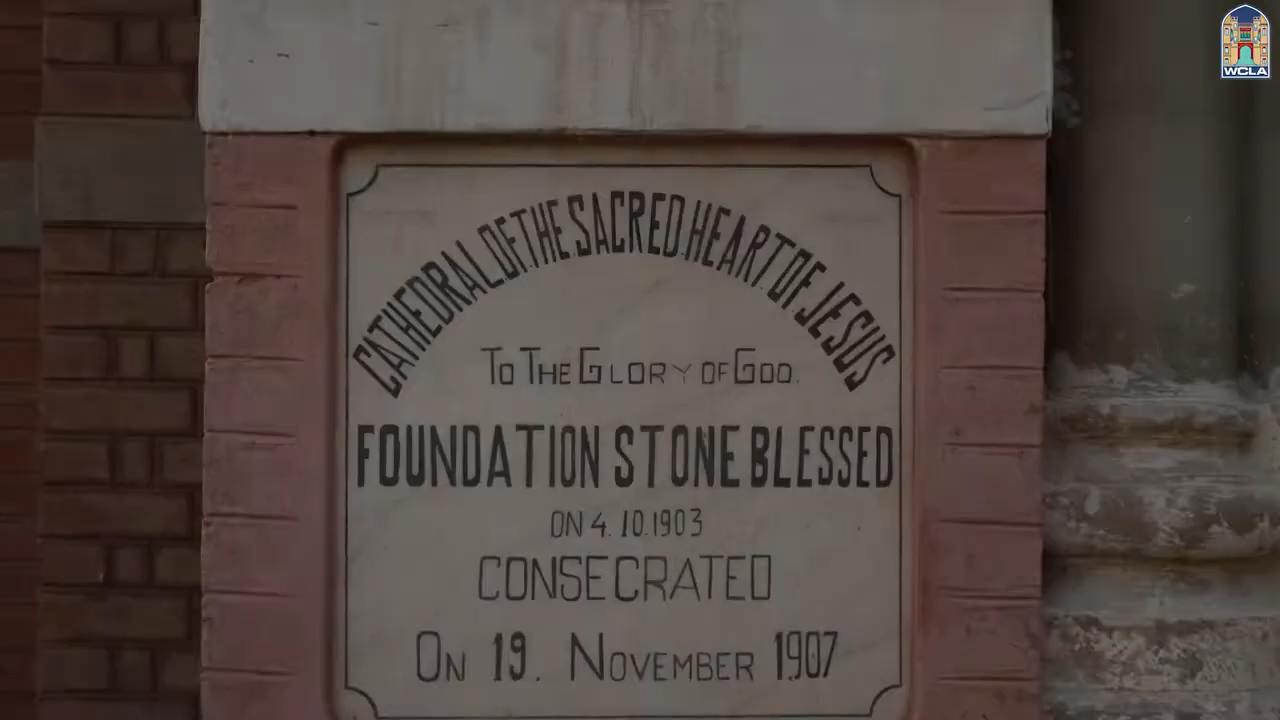 WCLA
CATHEDRAL OF THE SACRED HEART OF JESUS
TO THE GLORY OF GOD.
FOUNDATION STONE BLESSED
ON 4.10.1903
CONSECRATED
ON 19. NOVEMBER 1907